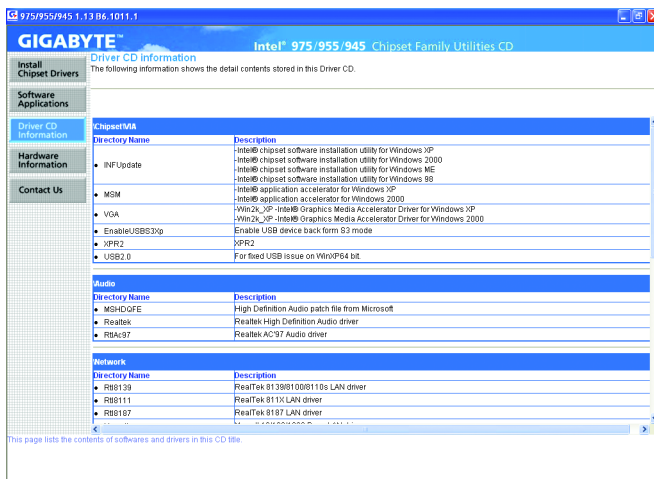 975/955/945 1.13 B6.1011.1
GIGABYTE™
Intel® 975/955/945 Chipset Family Utilities CD
Install
Chipset Drivers
Software
Applications
Driver CD
Information
Hardware
Information
Contact Us
Driver CD information
The following information shows the detail contents stored in this Driver CD.
\Chipset\VIA
Directory Name Description
INFUpdate
-Intel® chipset software installation utility for Windows XP
-Intel® chipset software installation utility for Windows 2000
-Intel® chipset software installation utility for Windows ME
-Intel® chipset software installation utility for Windows 98
MSM
-Intel® application accelerator for Windows XP
-Intel® application accelerator for Windows 2000
VGA
-Win2k_XP -Intel® Graphics Media Accelerator Driver for Windows XP
-Win2k_XP -Intel® Graphics Media Accelerator Driver for Windows 2000
EnableUSBS3Xp Enable USB device back form S3 mode
XPR2 XPR2
USB2.0 For fixed USB issue on WinXP64 bit.
\Audio
Directory Name Description
MSHDQFE High Definition Audio patch file from Microsoft
Realtek Realtek High Definition Audio driver
RtlAc97 Realtek AC'97 Audio driver
\Network
Directory Name Description
Rtl8139 RealTek 8139/8100/8110s LAN driver
Rtl8111 RealTek 811X LAN driver
Rtl8187 RealTek 8187 LAN driver
This page lists the contents of softwares and drivers in this CD title.